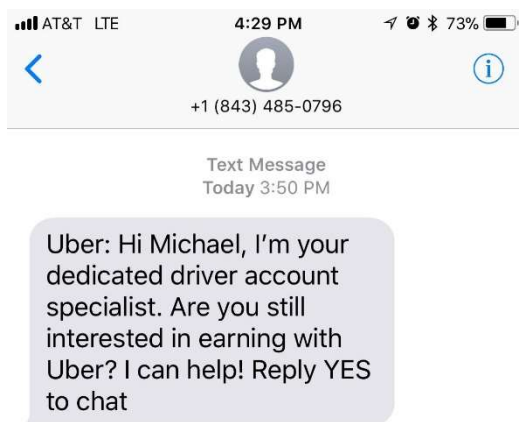 AT&T LTE 4:29 PM 73%
+1 (843) 485-0796
Text Message
Today 3:50 PM
Uber: Hi Michael, I'm your
dedicated driver account
specialist. Are you still
interested in earning with
Uber? I can help! Reply YES
to chat